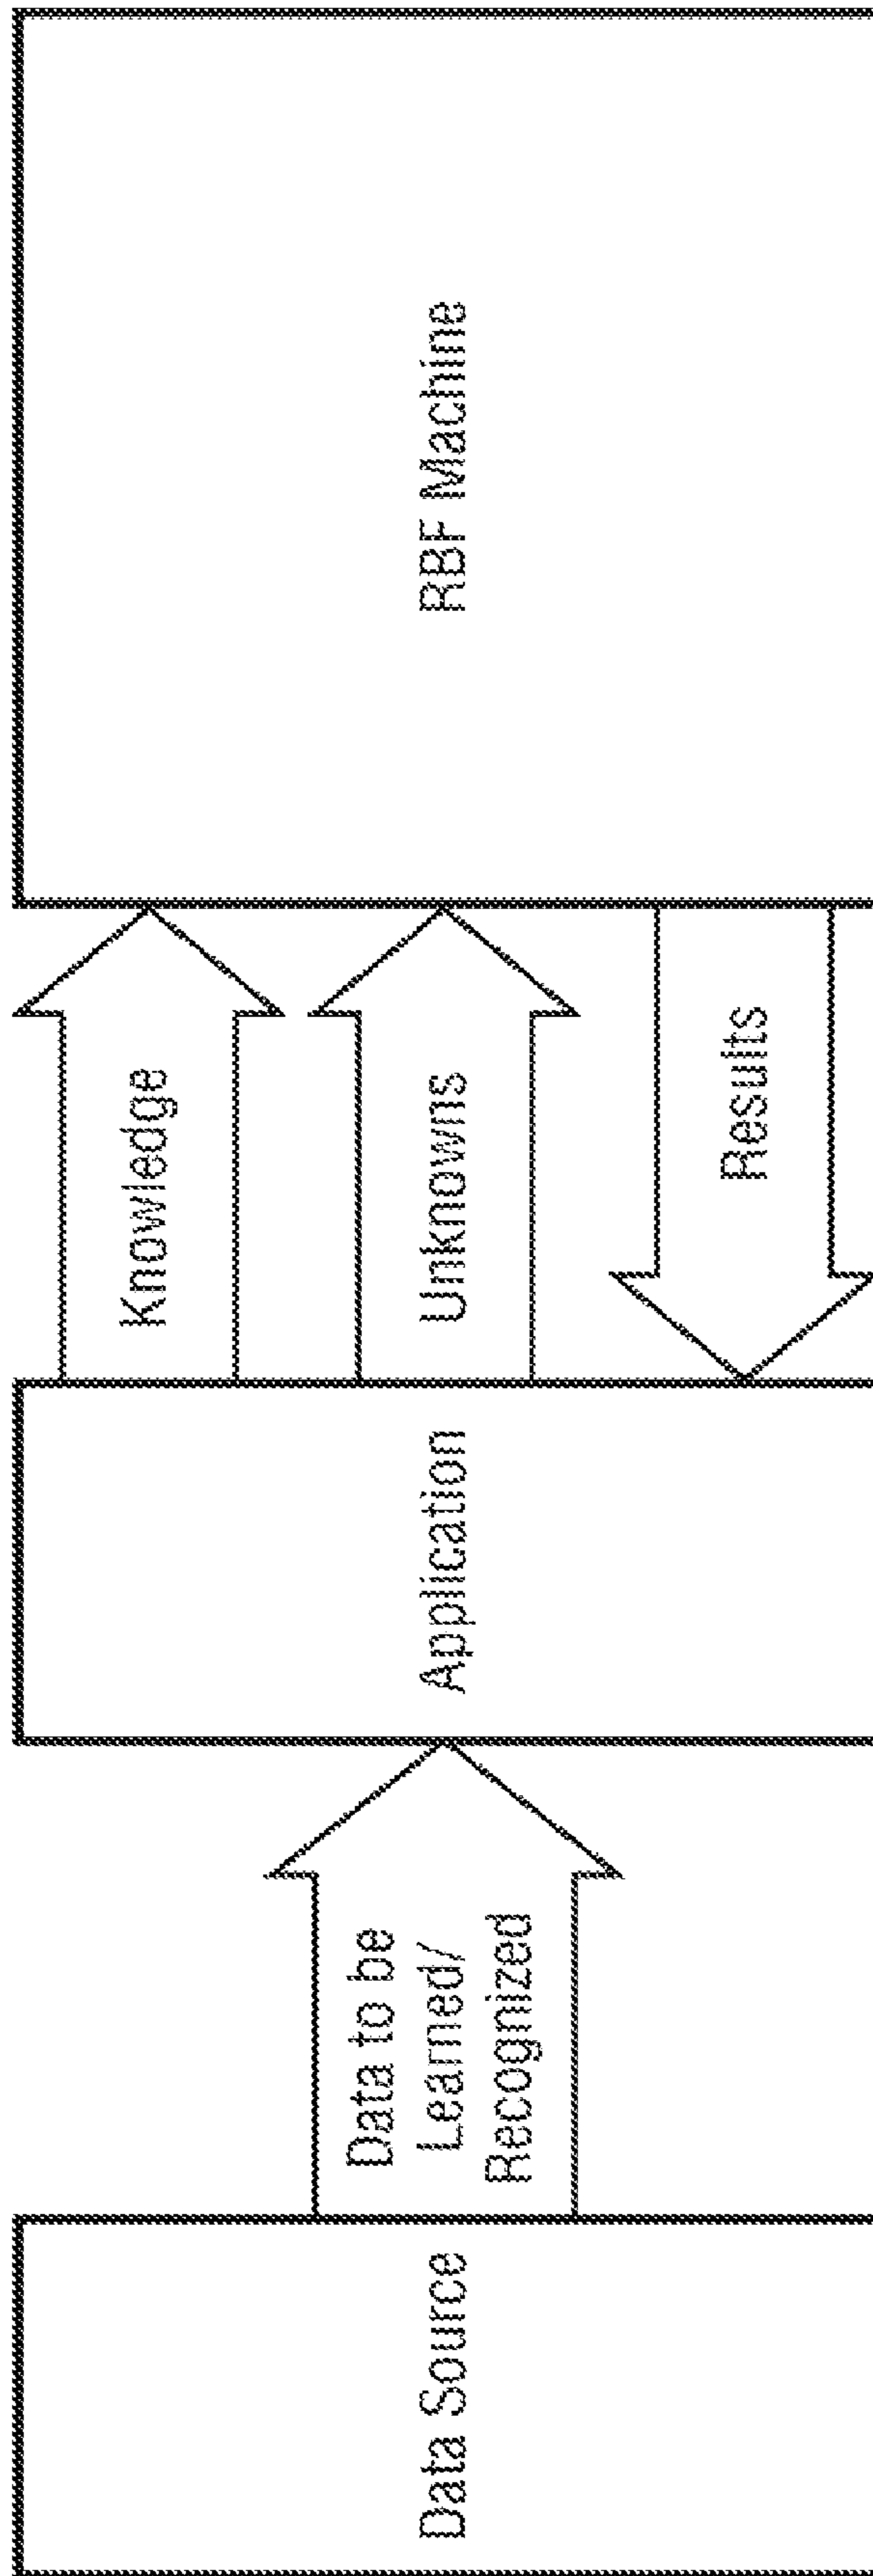 Data Source
Data to be
Learned/
Recognized
Application
Knowledge
Unknowns
Results
RBF Machine